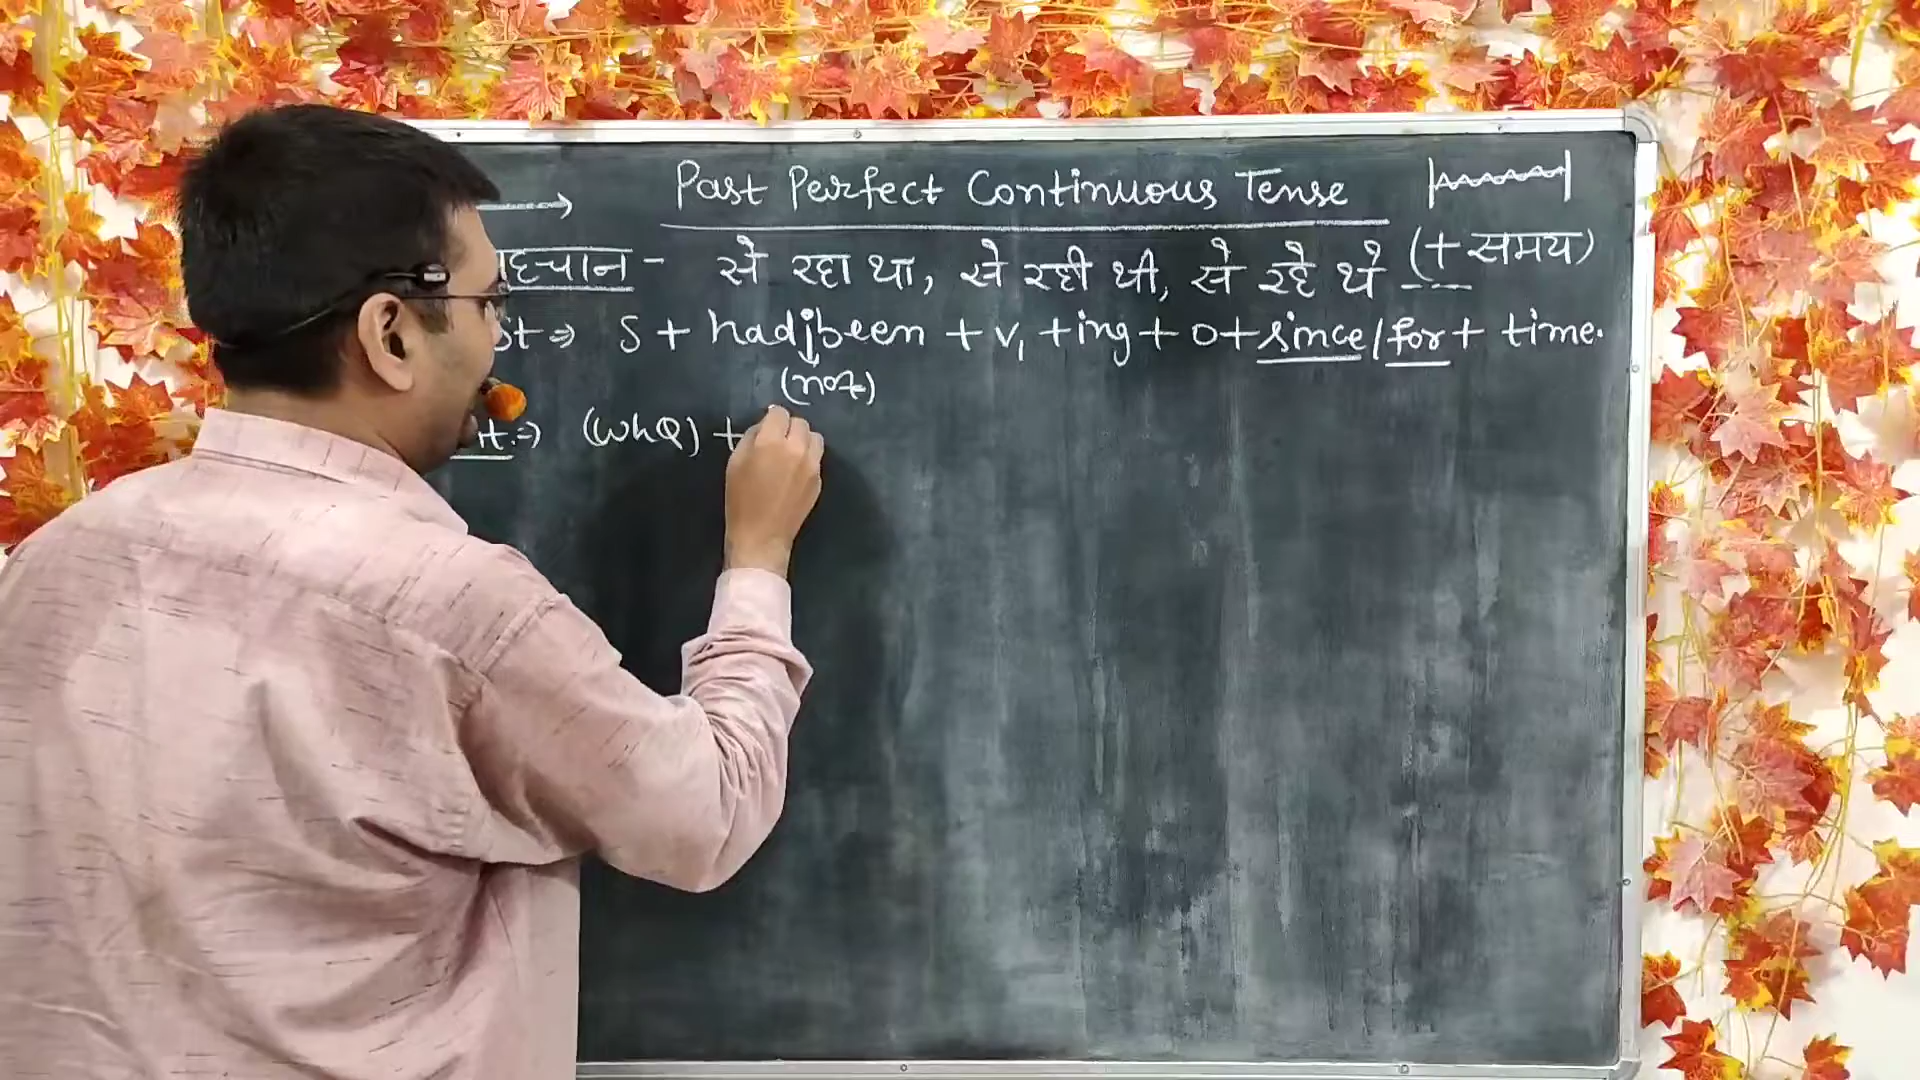 Past Perfect Continuous Tense
पहचान - से रहा था, से रही थी, से रहे थे (+ समय)
⇒ S + had been + v₁ + ing + o + since / for + time.
(not)
(whQ) +